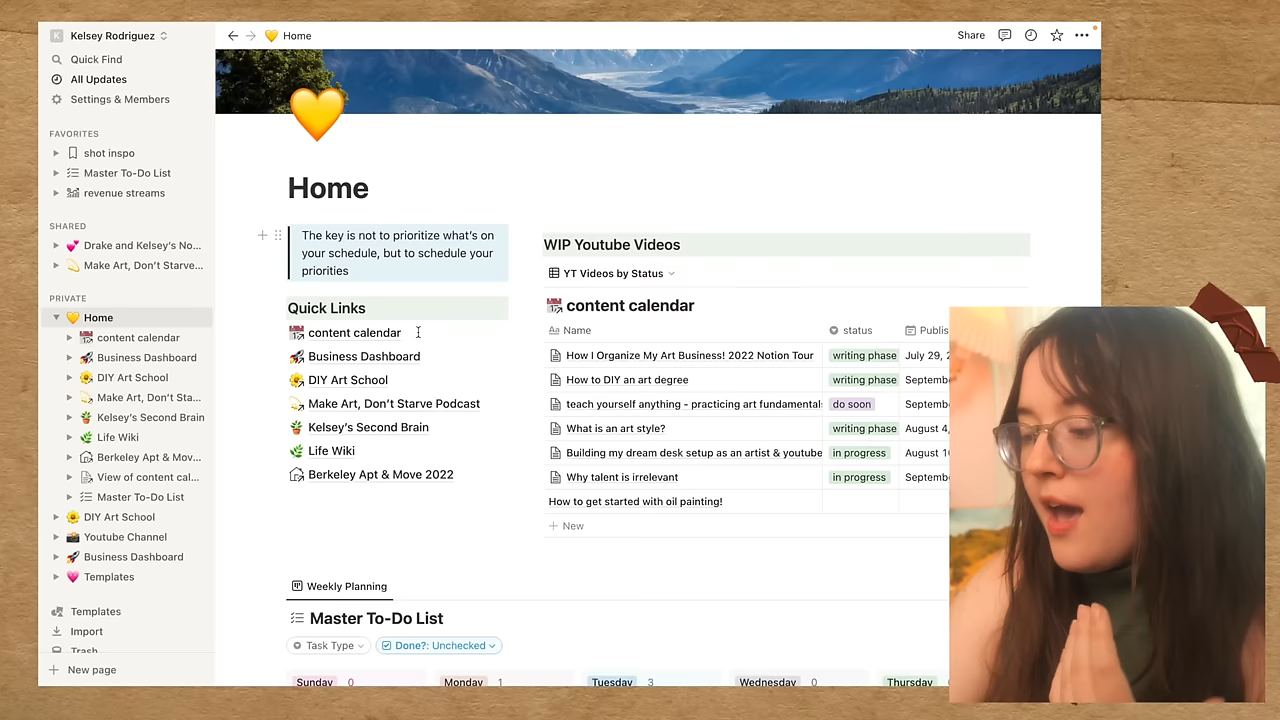 Kelsey Rodriguez
Quick Find
All Updates
Settings & Members
FAVORITES
shot inspo
Master To-Do List
revenue streams
SHARED
Drake and Kelsey's No...
Make Art, Don't Starve...
PRIVATE
Home
content calendar
Business Dashboard
DIY Art School
Make Art, Don't Sta...
Kelsey's Second Brain
Life Wiki
Berkeley Apt & Mov...
View of content cal...
Master To-Do List
DIY Art School
Youtube Channel
Business Dashboard
Templates
Templates
Import
Trash
New page
Home
Share
Home
The key is not to prioritize what's on
your schedule, but to schedule your
priorities
Quick Links
content calendar
Business Dashboard
DIY Art School
Make Art, Don't Starve Podcast
Kelsey's Second Brain
Life Wiki
Berkeley Apt & Move 2022
WIP Youtube Videos
YT Videos by Status
content calendar
Aa Name status Publis
How I Organize My Art Business! 2022 Notion Tour writing phase July 29, 2
How to DIY an art degree writing phase Septemb
teach yourself anything - practicing art fundamentals do soon Septemb
What is an art style? writing phase August 4,
Building my dream desk setup as an artist & youtube in progress August 1
Why talent is irrelevant in progress Septemb
How to get started with oil painting!
New
Weekly Planning
Master To-Do List
Task Type Done?: Unchecked
Sunday 0 Monday 1 Tuesday 3 Wednesday 0 Thursday